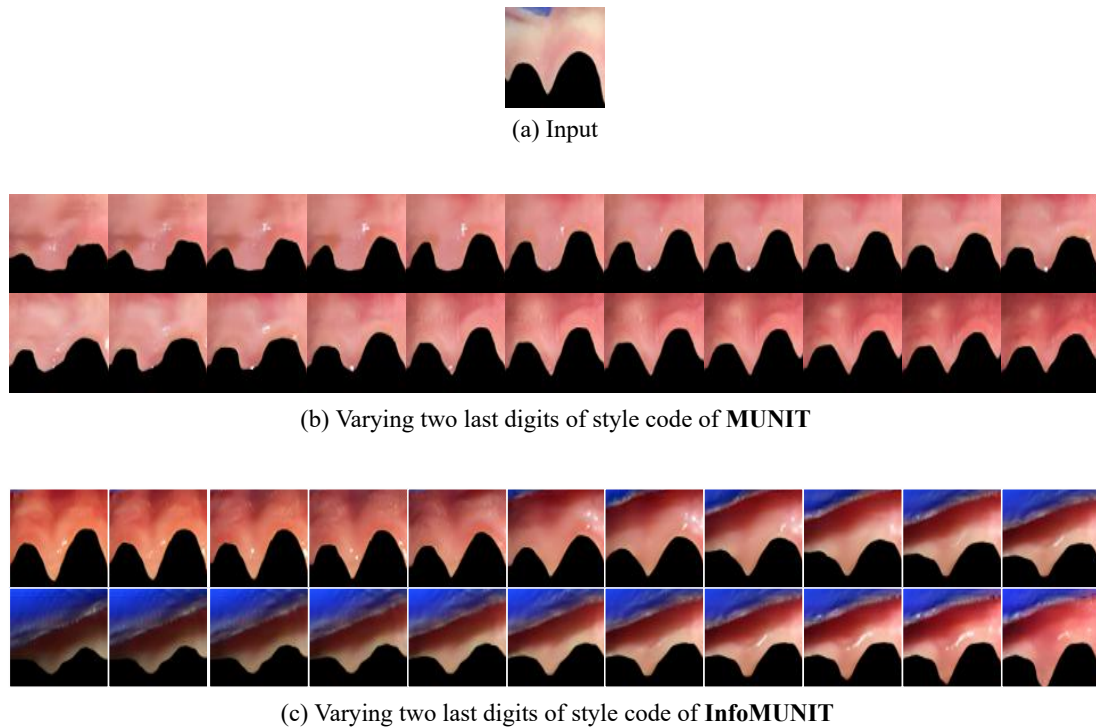 (a) Input
(b) Varying two last digits of style code of MUNIT
(c) Varying two last digits of style code of InfoMUNIT